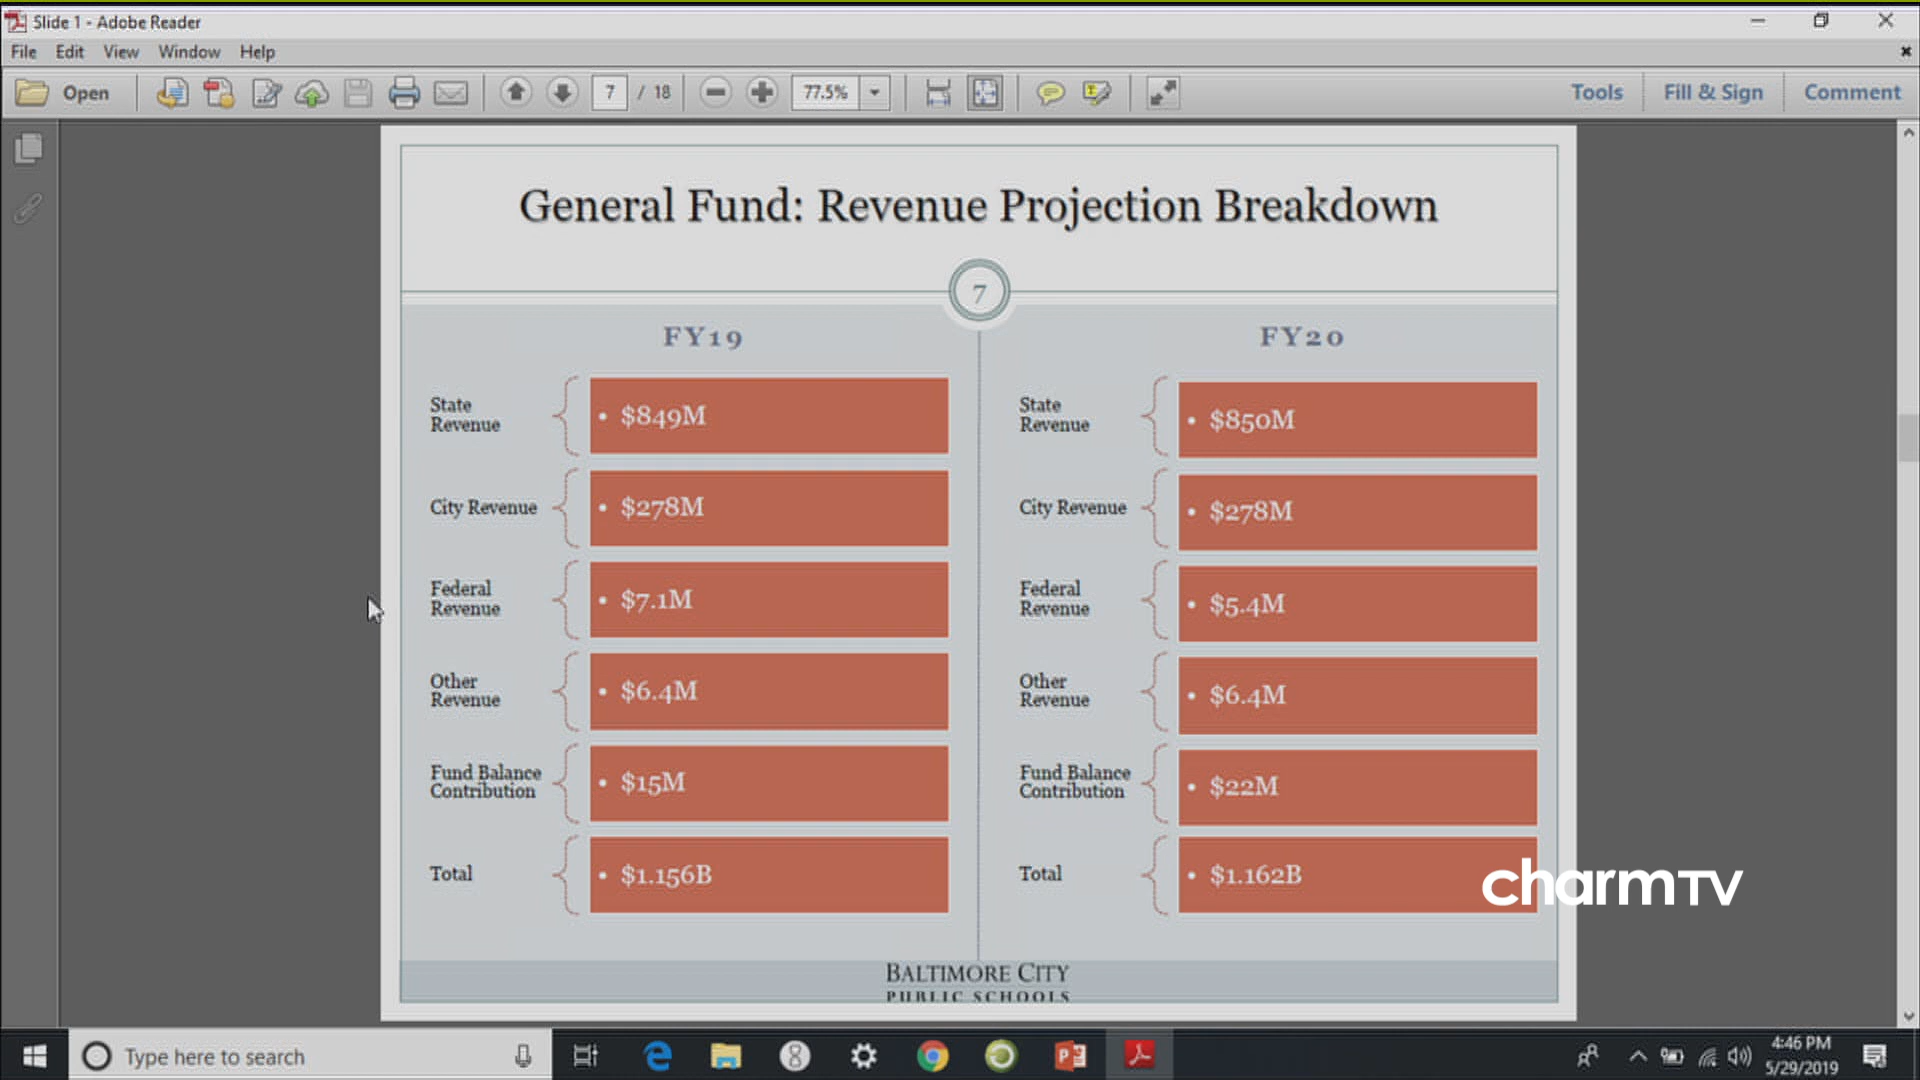 Slide 1 - Adobe Reader
File Edit View Window Help
Open 7 / 18 77.5% Tools Fill & Sign Comment
General Fund: Revenue Projection Breakdown
7
FY19
State
Revenue
• $849M
City Revenue
• $278M
Federal
Revenue
• $7.1M
Other
Revenue
• $6.4M
Fund Balance
Contribution
• $15M
Total
• $1.156B
FY20
State
Revenue
• $850M
City Revenue
• $278M
Federal
Revenue
• $5.4M
Other
Revenue
• $6.4M
Fund Balance
Contribution
• $22M
Total
• $1.162B
charmTV
BALTIMORE CITY
PUBLIC SCHOOLS
Type here to search
4:46 PM
5/29/2019